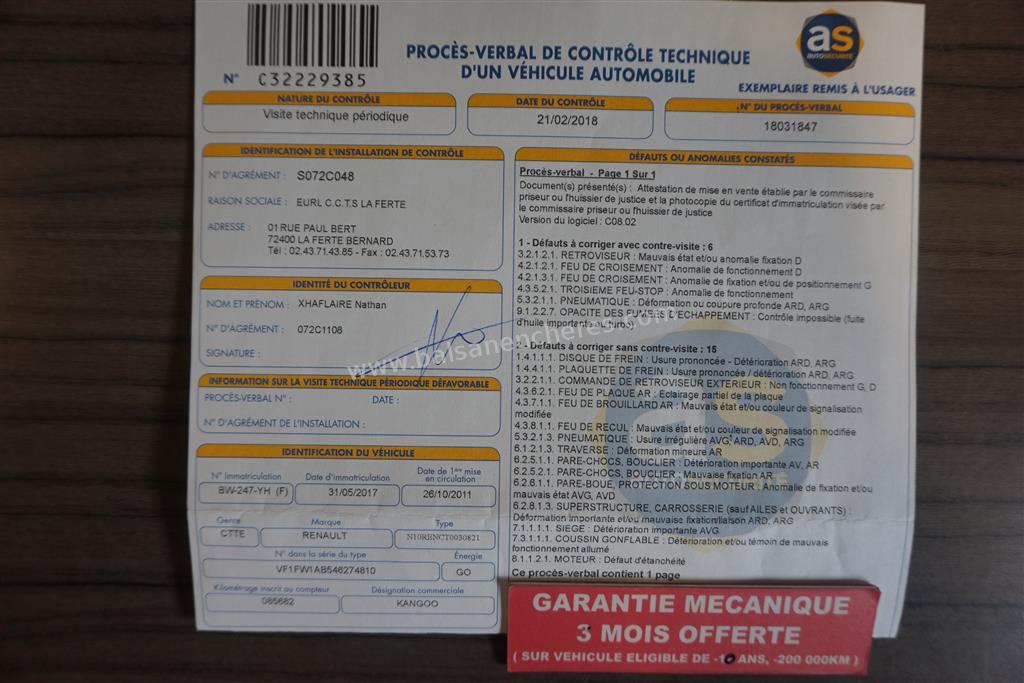 N° C32229385
PROCÈS-VERBAL DE CONTRÔLE TECHNIQUE
D'UN VÉHICULE AUTOMOBILE
as
AUTOSÉCURITÉ
EXEMPLAIRE REMIS À L'USAGER
NATURE DU CONTRÔLE
Visite technique périodique
DATE DU CONTRÔLE
21/02/2018
N° DU PROCÈS-VERBAL
18031847
IDENTIFICATION DE L'INSTALLATION DE CONTRÔLE
N° D'AGRÉMENT : S072C048
RAISON SOCIALE : EURL C.C.T.S LA FERTE
ADRESSE : 01 RUE PAUL BERT
72400 LA FERTE BERNARD
Tél : 02.43.71.43.85 - Fax : 02.43.71.53.73
IDENTITÉ DU CONTRÔLEUR
NOM ET PRÉNOM : XHAFLAIRE Nathan
N° D'AGRÉMENT : 072C1108
SIGNATURE :
INFORMATION SUR LA VISITE TECHNIQUE PÉRIODIQUE DÉFAVORABLE
PROCÈS-VERBAL N° : DATE :
N° D'AGRÉMENT DE L'INSTALLATION :
IDENTIFICATION DU VÉHICULE
N° Immatriculation Date d'immatriculation Date de 1ère mise en circulation
BW-247-YH (F) 31/05/2017 26/10/2011
Genre Marque Type
CTTE RENAULT N10RENCT0030821
N° dans la série du type Énergie
VF1FW1AB546274810 GO
Kilométrage inscrit au compteur Désignation commerciale
085682 KANGOO
DÉFAUTS OU ANOMALIES CONSTATÉS
Procès-verbal - Page 1 Sur 1
Document(s) présenté(s) : Attestation de mise en vente établie par le commissaire
priseur ou l'huissier de justice et la photocopie du certificat d'immatriculation visée par
le commissaire priseur ou l'huissier de justice
Version du logiciel : C08.02
1 - Défauts à corriger avec contre-visite : 6
3.2.1.2.1. RETROVISEUR : Mauvais état et/ou anomalie fixation D
4.2.1.2.1. FEU DE CROISEMENT : Anomalie de fonctionnement D
4.2.1.3.1. FEU DE CROISEMENT : Anomalie de fixation et/ou de positionnement G
4.3.5.2.1. TROISIEME FEU-STOP : Anomalie de fonctionnement
5.3.2.1.1. PNEUMATIQUE : Déformation ou coupure profonde ARD, ARG
9.1.2.2.7. OPACITE DES FUMEES D'ECHAPPEMENT : Contrôle impossible (fuite
d'huile importante au turbo)
www.balsanencheres.com
2 - Défauts à corriger sans contre-visite : 15
1.4.1.1.1. DISQUE DE FREIN : Usure prononcée - Détérioration ARD, ARG
1.4.4.1.1. PLAQUETTE DE FREIN : Usure prononcée / détérioration ARD, ARG
3.2.2.1.1. COMMANDE DE RETROVISEUR EXTERIEUR : Non fonctionnement G, D
4.3.6.2.1. FEU DE PLAQUE AR : Eclairage partiel de la plaque
4.3.7.1.1. FEU DE BROUILLARD AR : Mauvais état et/ou couleur de signalisation
modifiée
4.3.8.1.1. FEU DE RECUL : Mauvais état et/ou couleur de signalisation modifiée
5.3.2.1.3. PNEUMATIQUE : Usure irrégulière AVG, ARD, AVD, ARG
6.1.2.1.3. TRAVERSE : Déformation mineure AR
6.2.5.1.1. PARE-CHOCS, BOUCLIER : Détérioration importante AV, AR
6.2.5.2.1. PARE-CHOCS, BOUCLIER : Mauvaise fixation AR
6.2.8.1.1. PARE-BOUE, PROTECTION SOUS MOTEUR : Anomalie de fixation et/ou
mauvais état AVG, AVD
6.2.8.1.3. SUPERSTRUCTURE, CARROSSERIE (sauf AILES et OUVRANTS) :
Déformation importante et/ou mauvaise fixation/liaison ARD, ARG
7.1.1.1.1. SIEGE : Détérioration importante AVG
7.3.1.1.1. COUSSIN GONFLABLE : Détérioration et/ou témoin de mauvais
fonctionnement allumé
8.1.1.2.1. MOTEUR : Défaut d'étanchéité
Ce procès-verbal contient 1 page
GARANTIE MECANIQUE
3 MOIS OFFERTE
( SUR VEHICULE ELIGIBLE DE -10 ANS, -200 000KM )